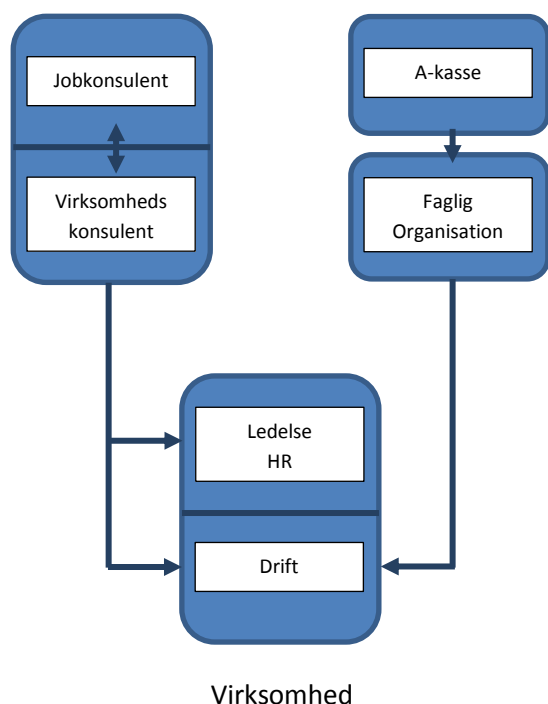 Jobkonsulent
Virksomheds
konsulent
A-kasse
Faglig
Organisation
Ledelse
HR
Drift
Virksomhed